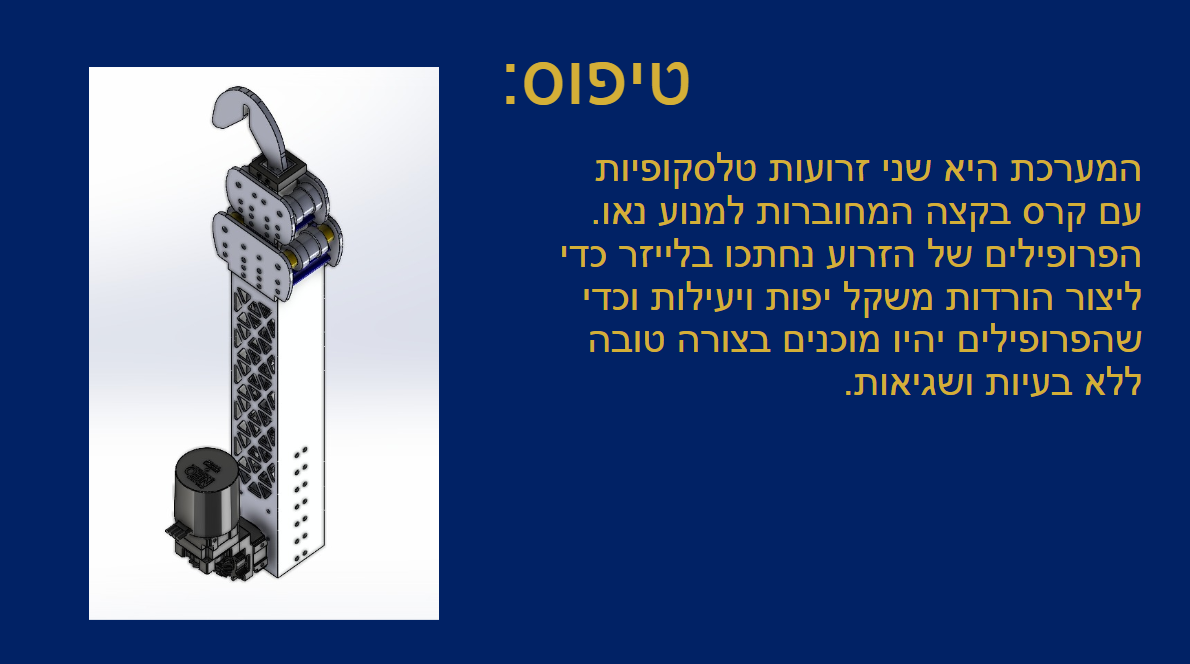 טיפוס:
המערכת היא שני זרועות טלסקופיות
עם קרס בקצה המחוברות למנוע נאו.
הפרופילים של הזרוע נחתכו בלייזר כדי
ליצור הורדות משקל יפות ויעילות וכדי
שהפרופילים יהיו מוכנים בצורה טובה
ללא בעיות ושגיאות.